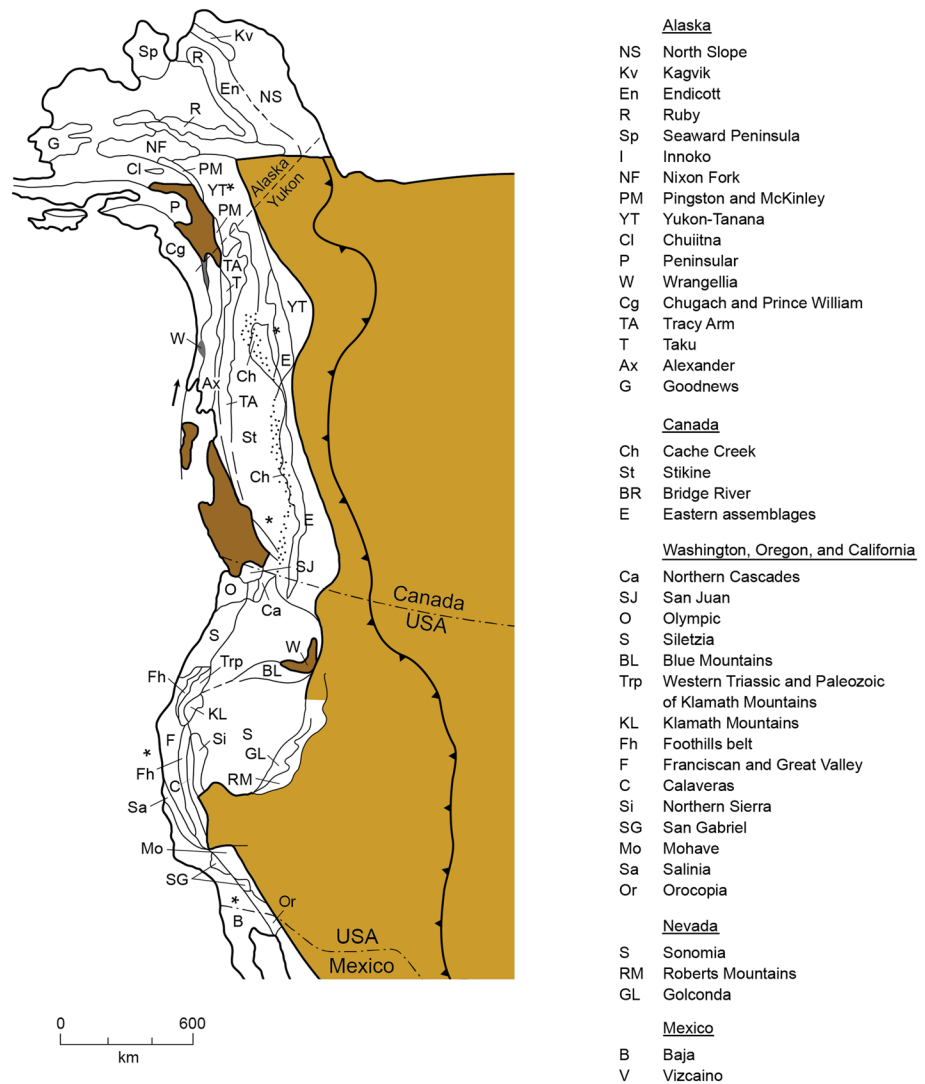 Kv
Sp
R
En
NS
R
G
NF
Cl
PM
YT*
Alaska
Yukon
P
PM
Cg
TA
T
YT
*
W
E
Ch
Ax
TA
St
Ch
*
E
SJ
O
Ca
Canada
USA
S
W
Trp
BL
Fh
KL
F
Si
S
*
GL
Fh
RM
C
Sa
Mo
SG
Or
*
B
USA
Mexico
0 600
km
Alaska
NS North Slope
Kv Kagvik
En Endicott
R Ruby
Sp Seaward Peninsula
I Innoko
NF Nixon Fork
PM Pingston and McKinley
YT Yukon-Tanana
Cl Chuiitna
P Peninsular
W Wrangellia
Cg Chugach and Prince William
TA Tracy Arm
T Taku
Ax Alexander
G Goodnews
Canada
Ch Cache Creek
St Stikine
BR Bridge River
E Eastern assemblages
Washington, Oregon, and California
Ca Northern Cascades
SJ San Juan
O Olympic
S Siletzia
BL Blue Mountains
Trp Western Triassic and Paleozoic
of Klamath Mountains
KL Klamath Mountains
Fh Foothills belt
F Franciscan and Great Valley
C Calaveras
Si Northern Sierra
SG San Gabriel
Mo Mohave
Sa Salinia
Or Orocopia
Nevada
S Sonomia
RM Roberts Mountains
GL Golconda
Mexico
B Baja
V Vizcaino